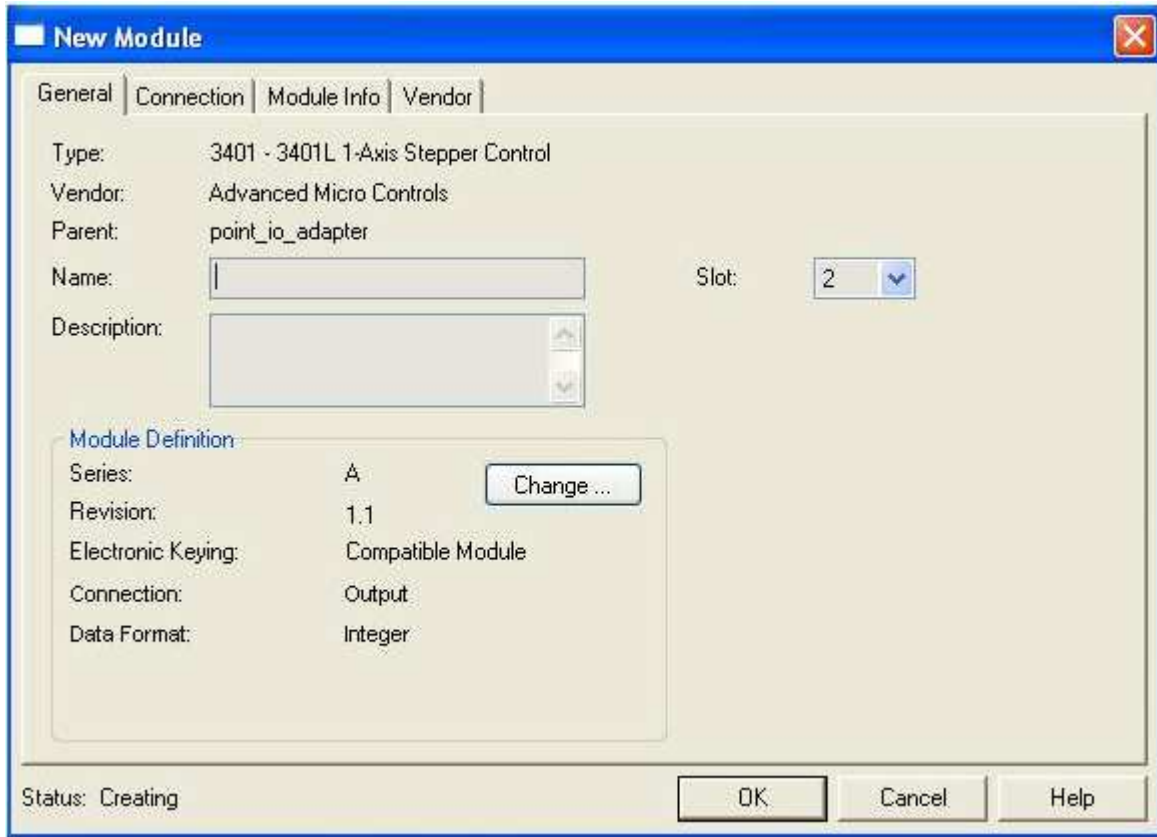 New Module
General Connection Module Info Vendor
Type: 3401 - 3401L 1-Axis Stepper Control
Vendor: Advanced Micro Controls
Parent: point_io_adapter
Name: Slot: 2
Description:
Module Definition
Series: A Change ...
Revision: 1.1
Electronic Keying: Compatible Module
Connection: Output
Data Format: Integer
Status: Creating OK Cancel Help